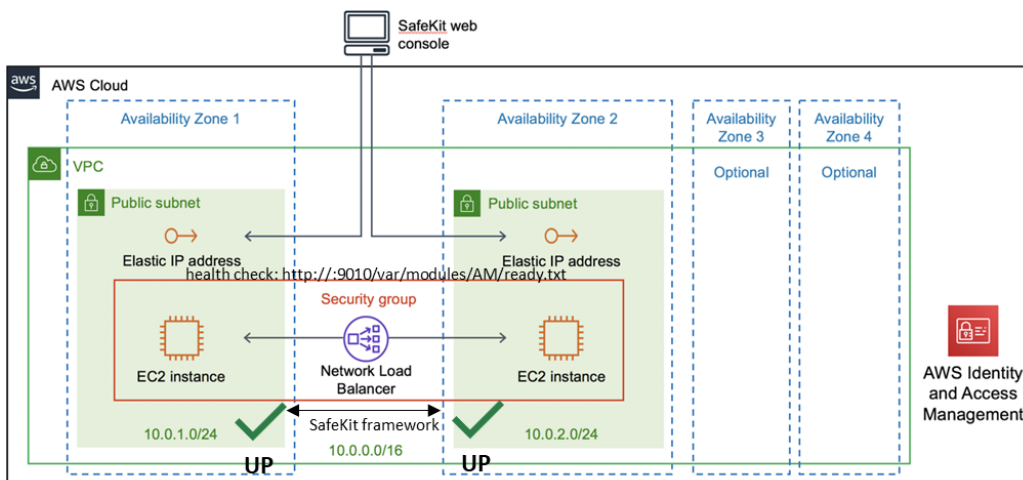 SafeKit web
console
aws
AWS Cloud
Availability Zone 1
Availability Zone 2
Availability
Zone 3
Availability
Zone 4
VPC
Optional
Optional
Public subnet
Public subnet
Elastic IP address
Elastic IP address
health check: http://:9010/var/modules/AM/ready.txt
Security group
EC2 instance
Network Load
Balancer
EC2 instance
AWS Identity
and Access
Management
SafeKit framework
10.0.1.0/24
10.0.0.0/16
10.0.2.0/24
UP
UP